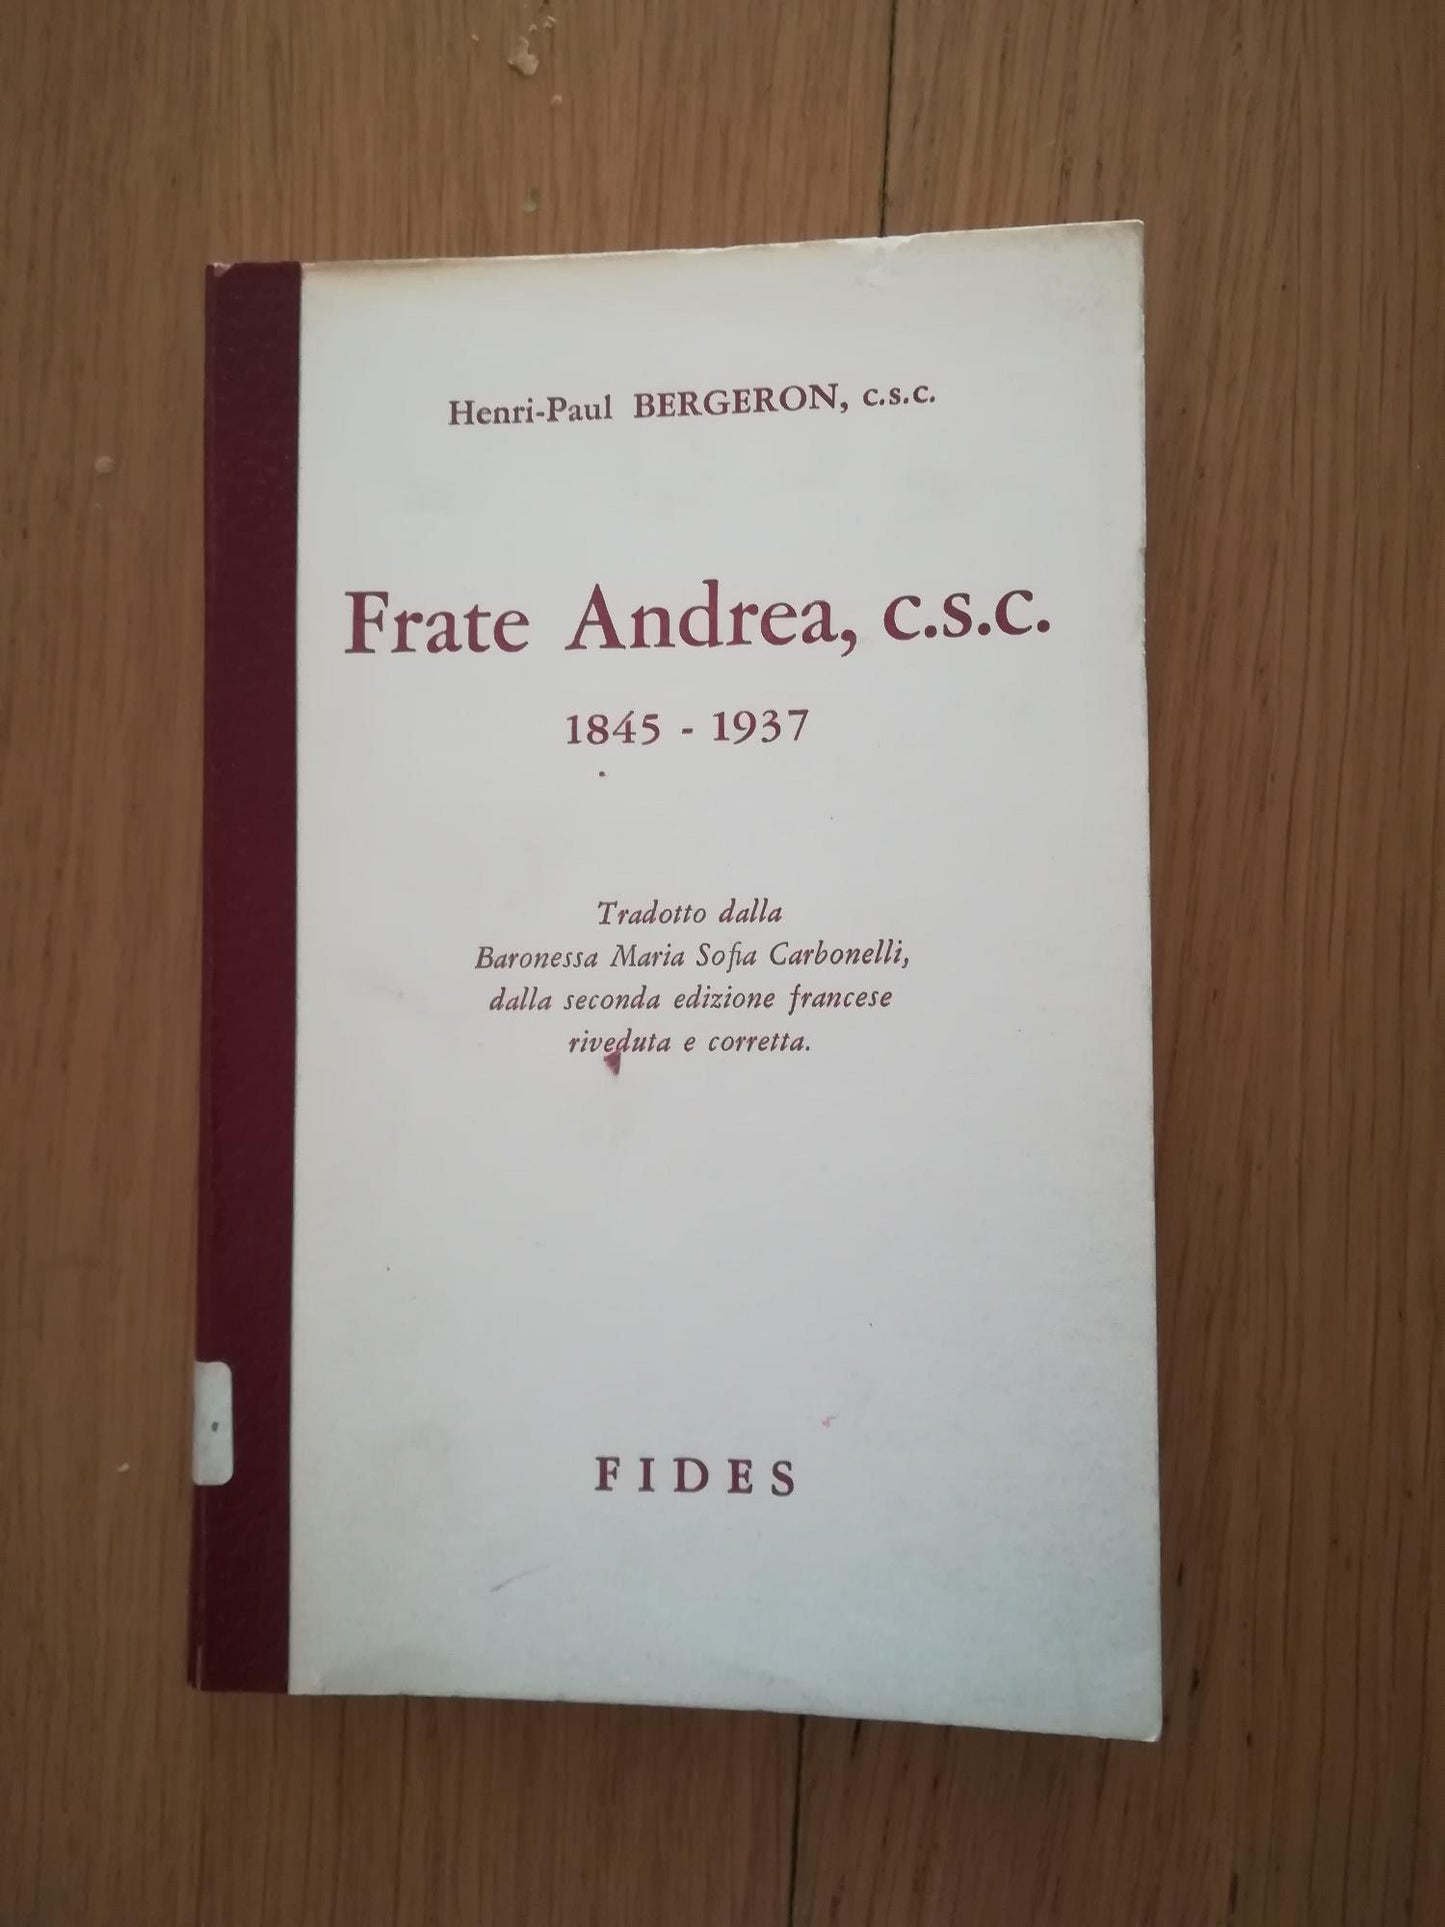 Henri-Paul BERGERON, c.s.c.
Frate Andrea, c.s.c.
1845 - 1937
Tradotto dalla
Baronessa Maria Sofia Carbonelli,
dalla seconda edizione francese
riveduta e corretta.
FIDES